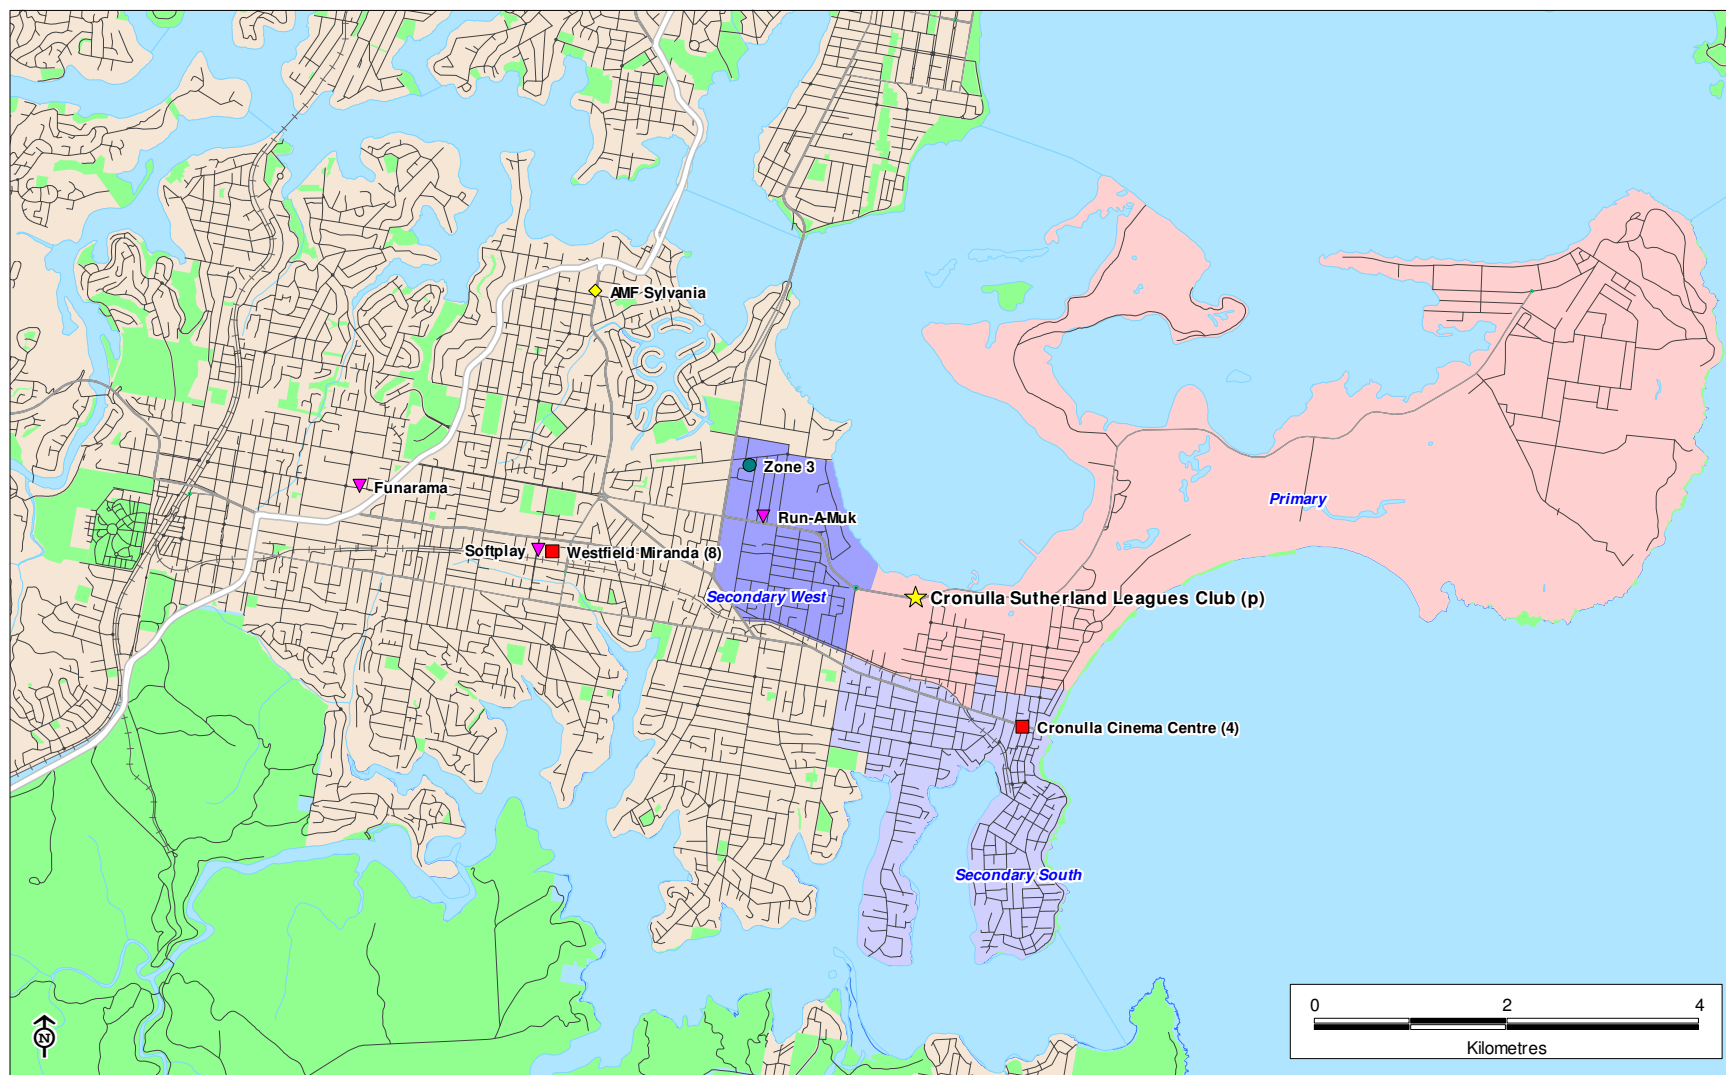 AMF Sylvania
Zone 3
Funarama
Primary
Run-A-Muk
Softplay
Westfield Miranda (8)
Secondary West
Cronulla Sutherland Leagues Club (p)
Cronulla Cinema Centre (4)
Secondary South
0 2 4
Kilometres
N